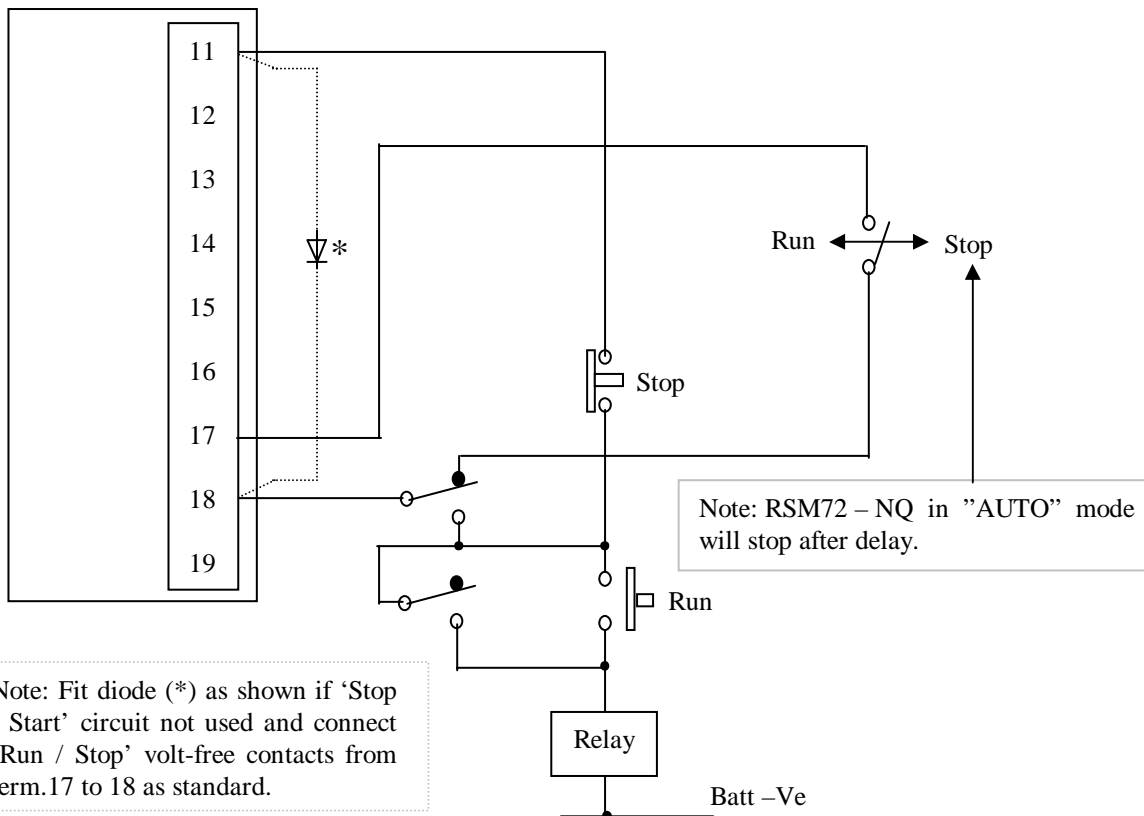 11
12
13
14
*
15
16
17
18
19
Run
Stop
Stop
Note: RSM72 – NQ in ”AUTO” mode
will stop after delay.
Run
Note: Fit diode (*) as shown if ‘Stop
Start’ circuit not used and connect
Run / Stop’ volt-free contacts from
erm.17 to 18 as standard.
Relay
Batt –Ve